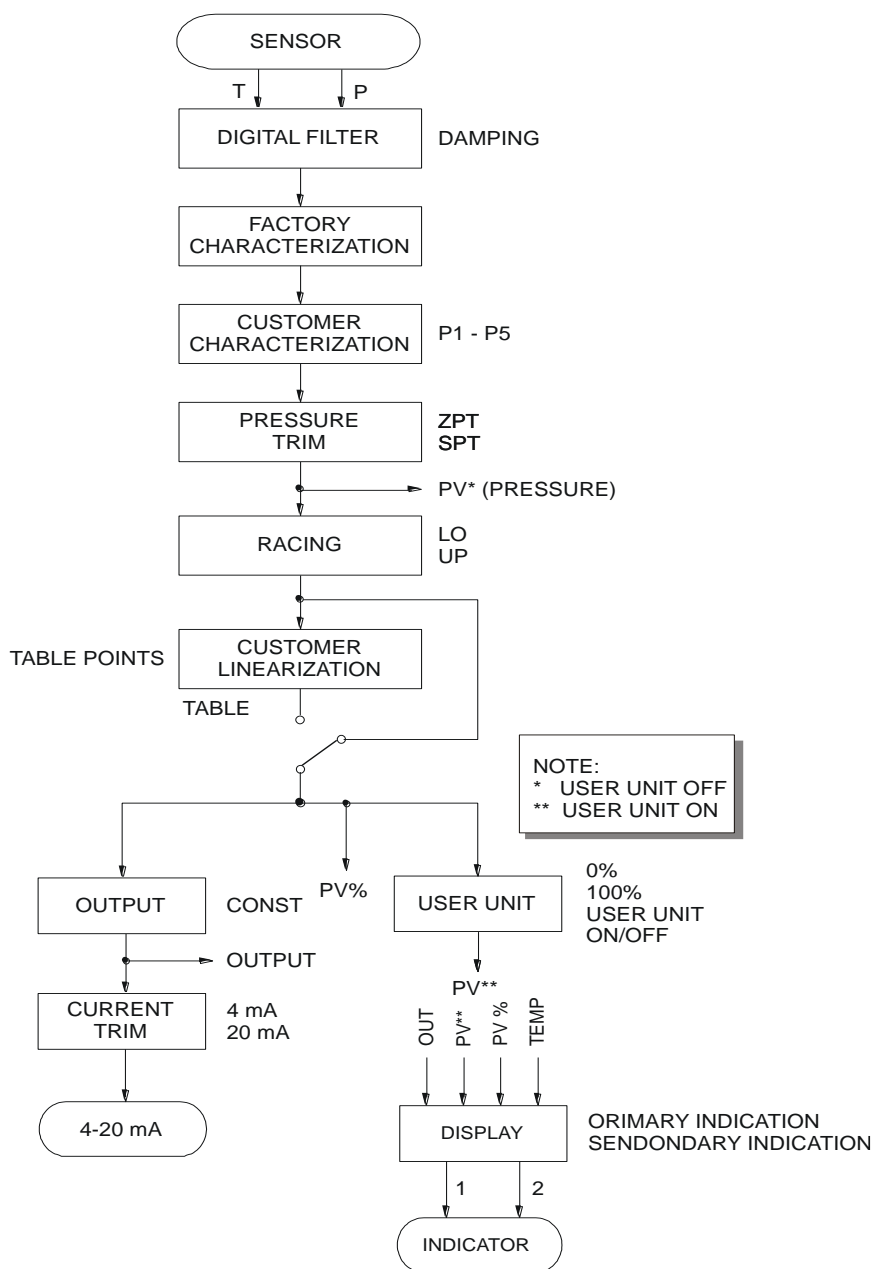 SENSOR
T
P
DIGITAL FILTER
DAMPING
FACTORY
CHARACTERIZATION
CUSTOMER
CHARACTERIZATION
P1 - P5
PRESSURE
TRIM
ZPT
SPT
PV* (PRESSURE)
RACING
LO
UP
TABLE POINTS
CUSTOMER
LINEARIZATION
TABLE
NOTE:
* USER UNIT OFF
** USER UNIT ON
OUTPUT
CONST
PV%
USER UNIT
0%
100%
USER UNIT
ON/OFF
OUTPUT
PV**
CURRENT
TRIM
4 mA
20 mA
OUT
PV**
PV %
TEMP
4-20 mA
DISPLAY
ORIMARY INDICATION
SENDONDARY INDICATION
1
2
INDICATOR